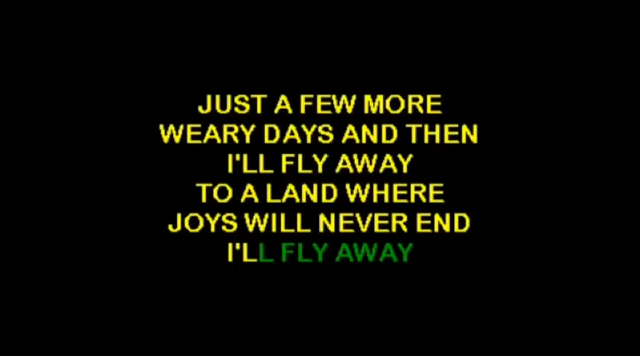 JUST A FEW MORE
WEARY DAYS AND THEN
I'LL FLY AWAY
TO A LAND WHERE
JOYS WILL NEVER END
I'LL FLY AWAY